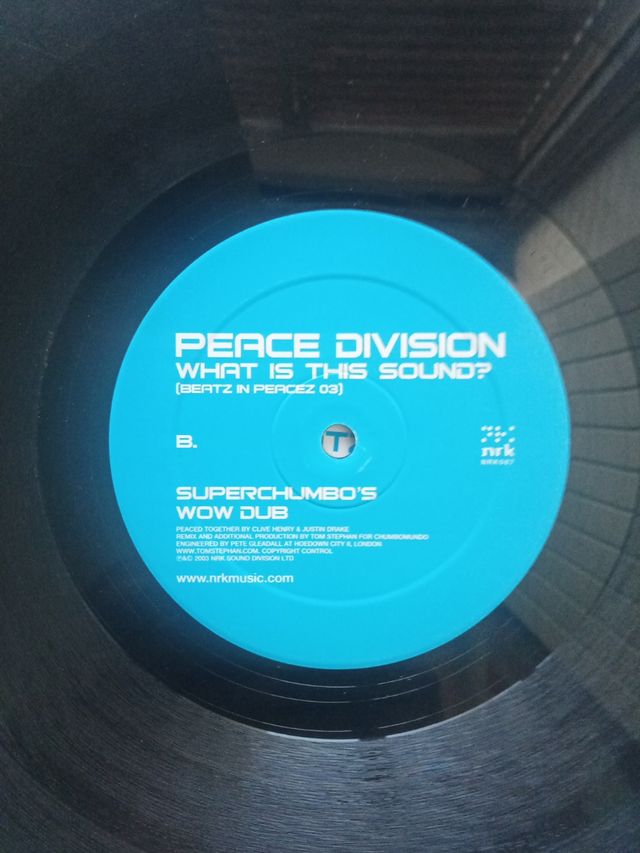 PEACE DIVISION
WHAT IS THIS SOUND?
(BEATZ IN PEACEZ 03)
B.
T.
nrk
NRK087
SUPERCHUMBO'S
WOW DUB
PEACED TOGETHER BY CLIVE HENRY & JUSTIN DRAKE
REMIX AND ADDITIONAL PRODUCTION BY TOM STEPHAN FOR CHUMBOMUNDO
ENGINEERED BY PETE GLEADALL AT HOEDOWN CITY II, LONDON
WWW.TOMSTEPHAN.COM. COPYRIGHT CONTROL
℗&© 2003 NRK SOUND DIVISION LTD
www.nrkmusic.com